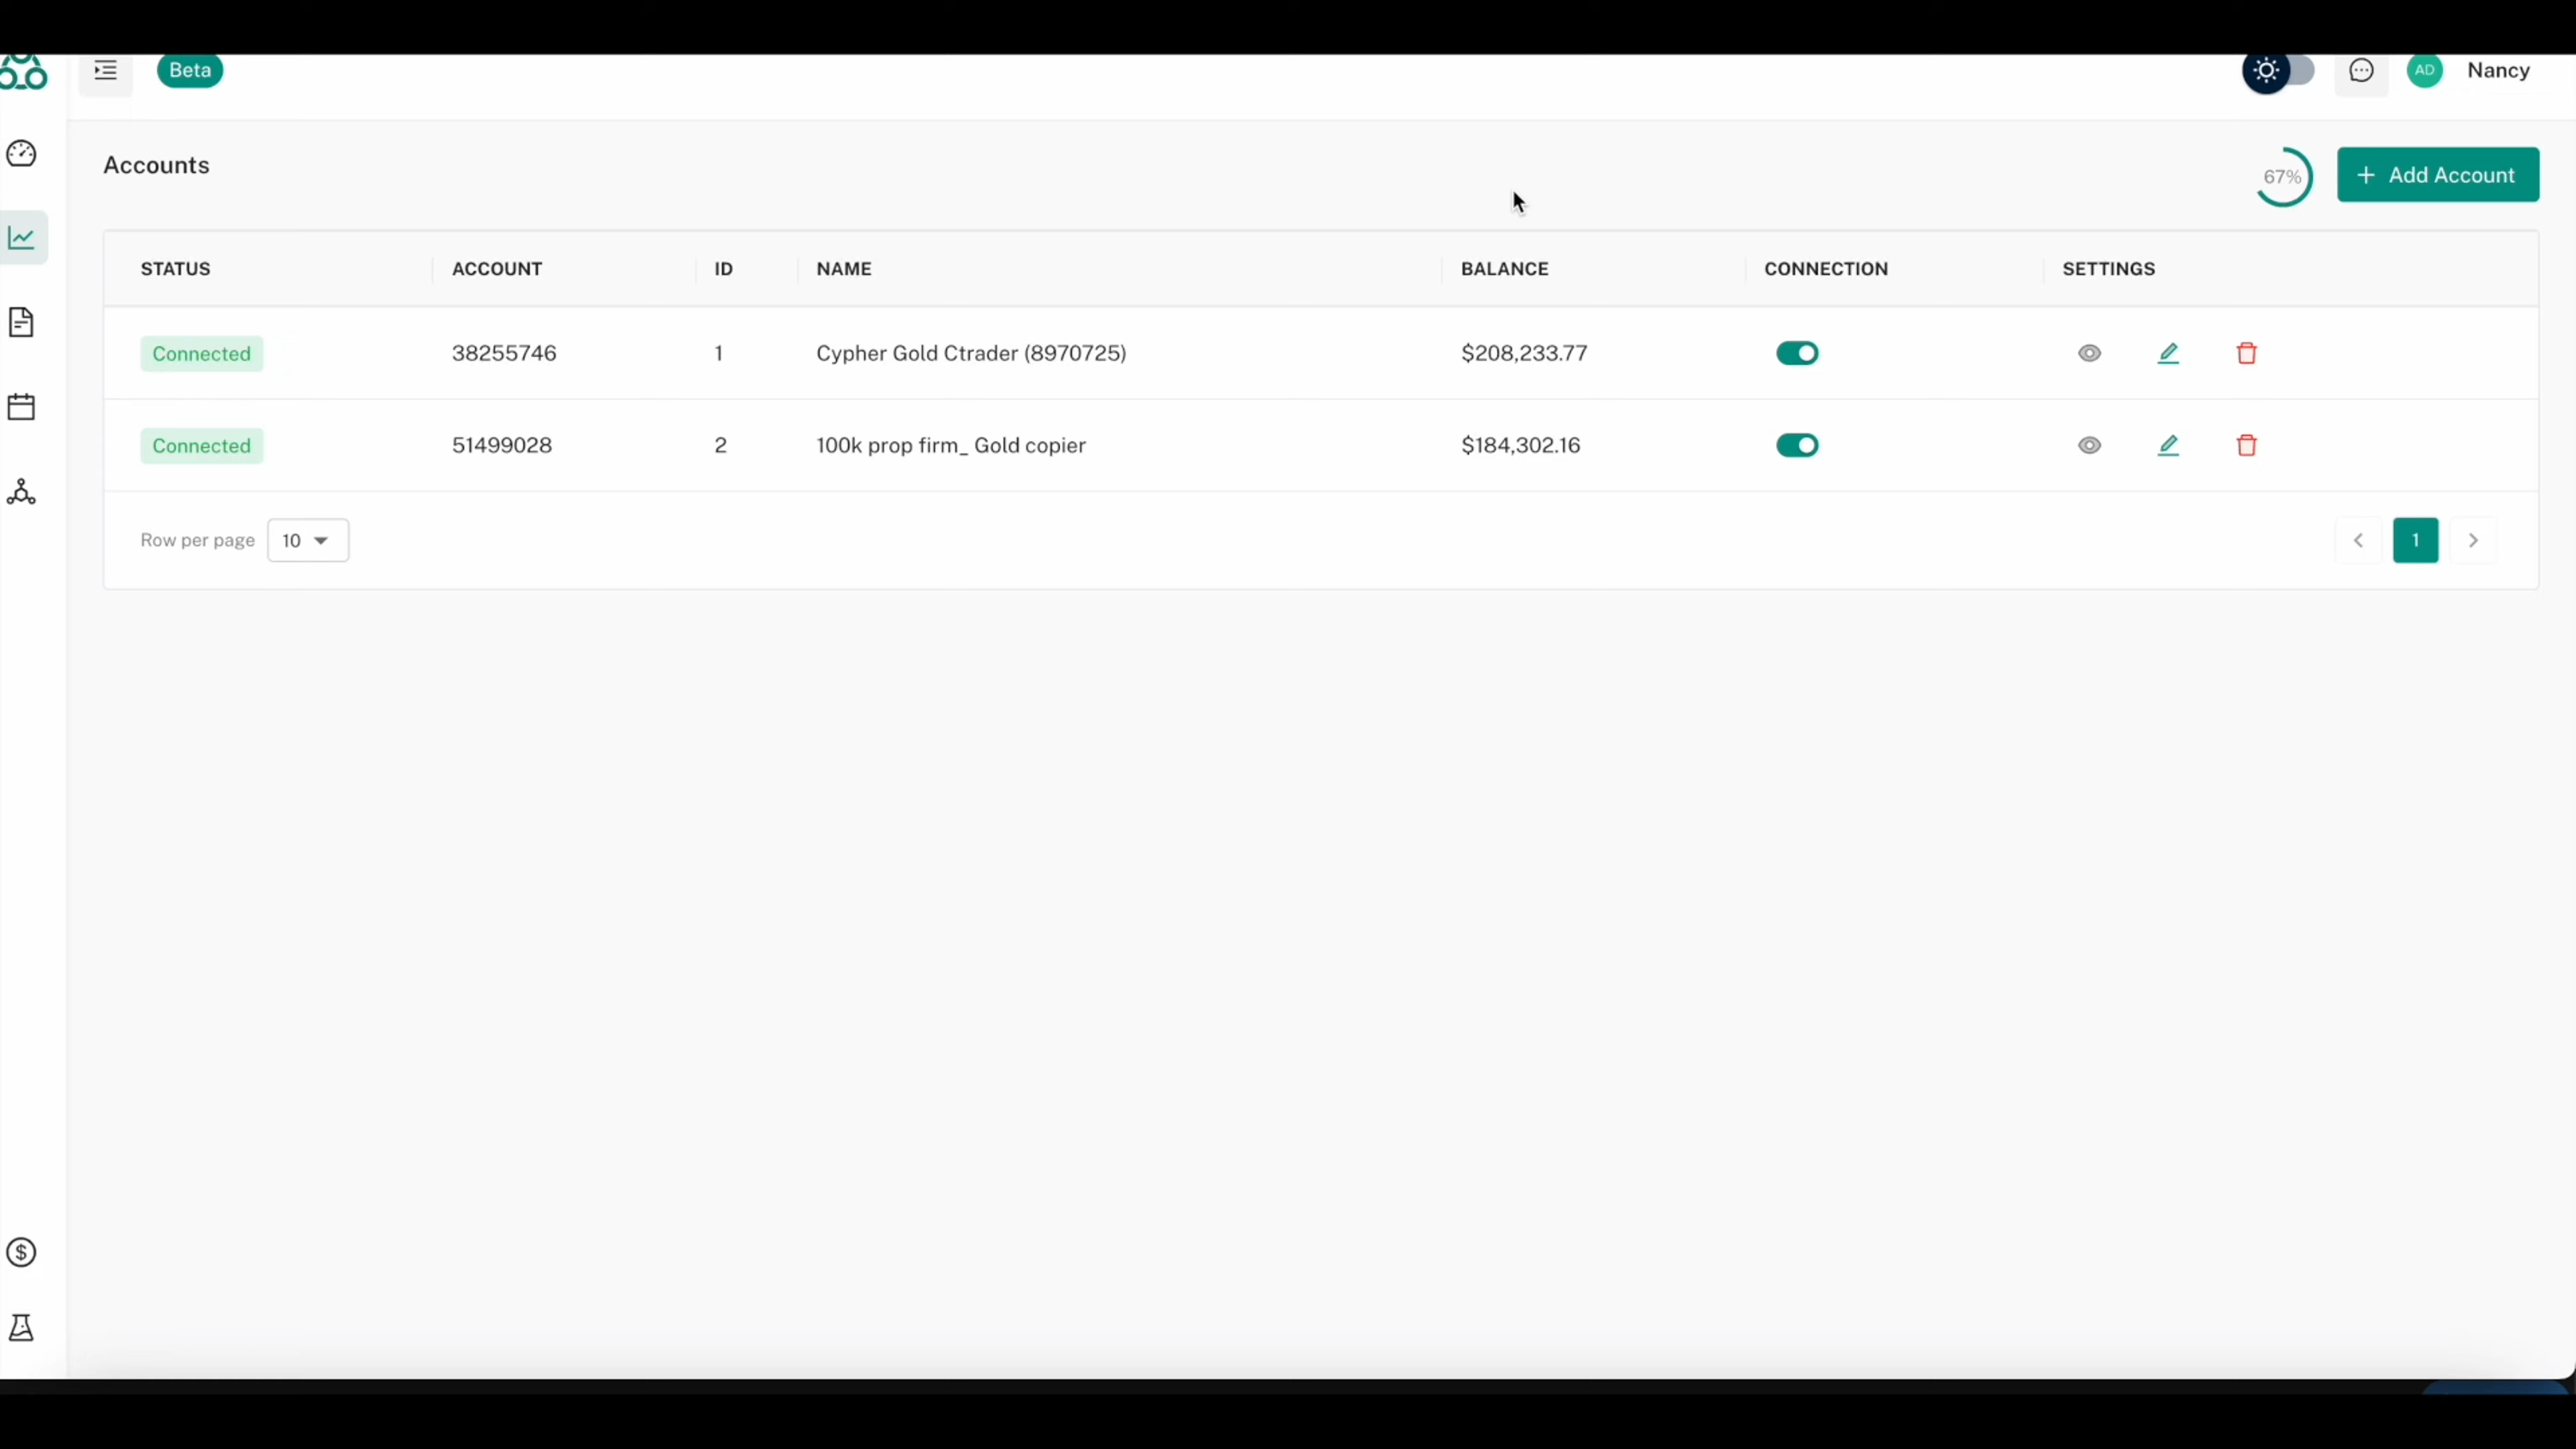 Beta
AD Nancy
Accounts
67% + Add Account
STATUS ACCOUNT ID NAME BALANCE CONNECTION SETTINGS
Connected 38255746 1 Cypher Gold Ctrader (8970725) $208,233.77
Connected 51499028 2 100k prop firm_ Gold copier $184,302.16
Row per page 10 1